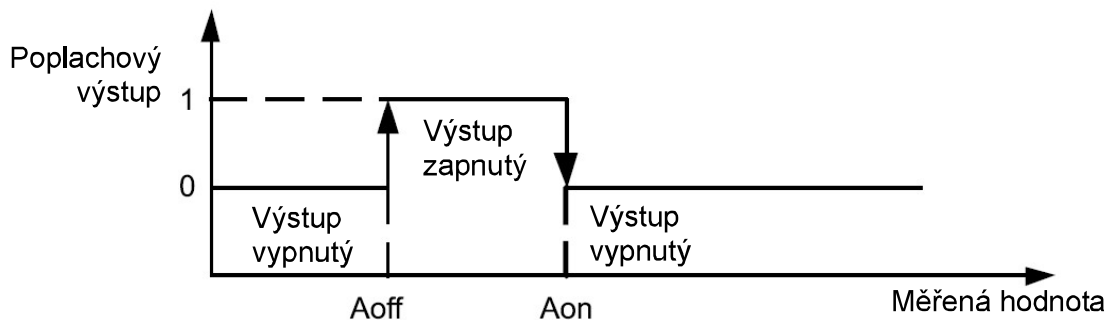 Poplachový
výstup
1
Výstup
zapnutý
0
Výstup
vypnutý
Výstup
vypnutý
Aoff
Aon
Měřená hodnota